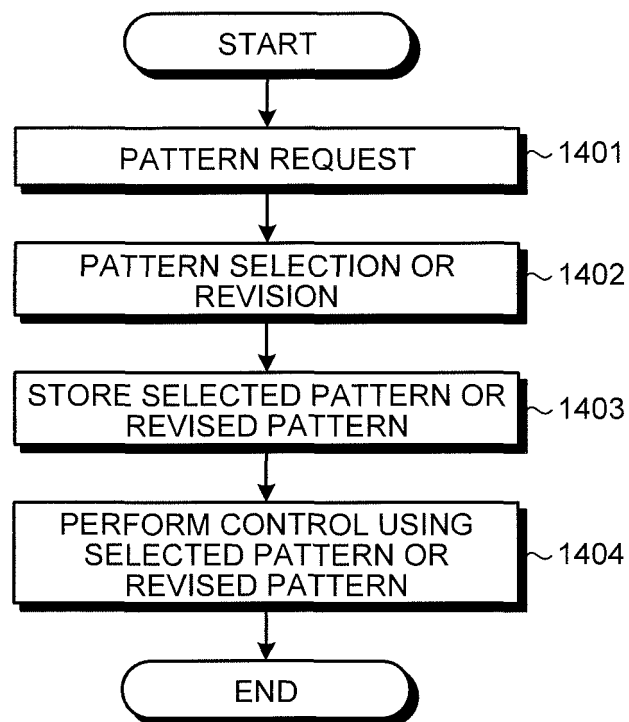 START
PATTERN REQUEST
1401
PATTERN SELECTION OR
REVISION
1402
STORE SELECTED PATTERN OR
REVISED PATTERN
1403
PERFORM CONTROL USING
SELECTED PATTERN OR
REVISED PATTERN
1404
END